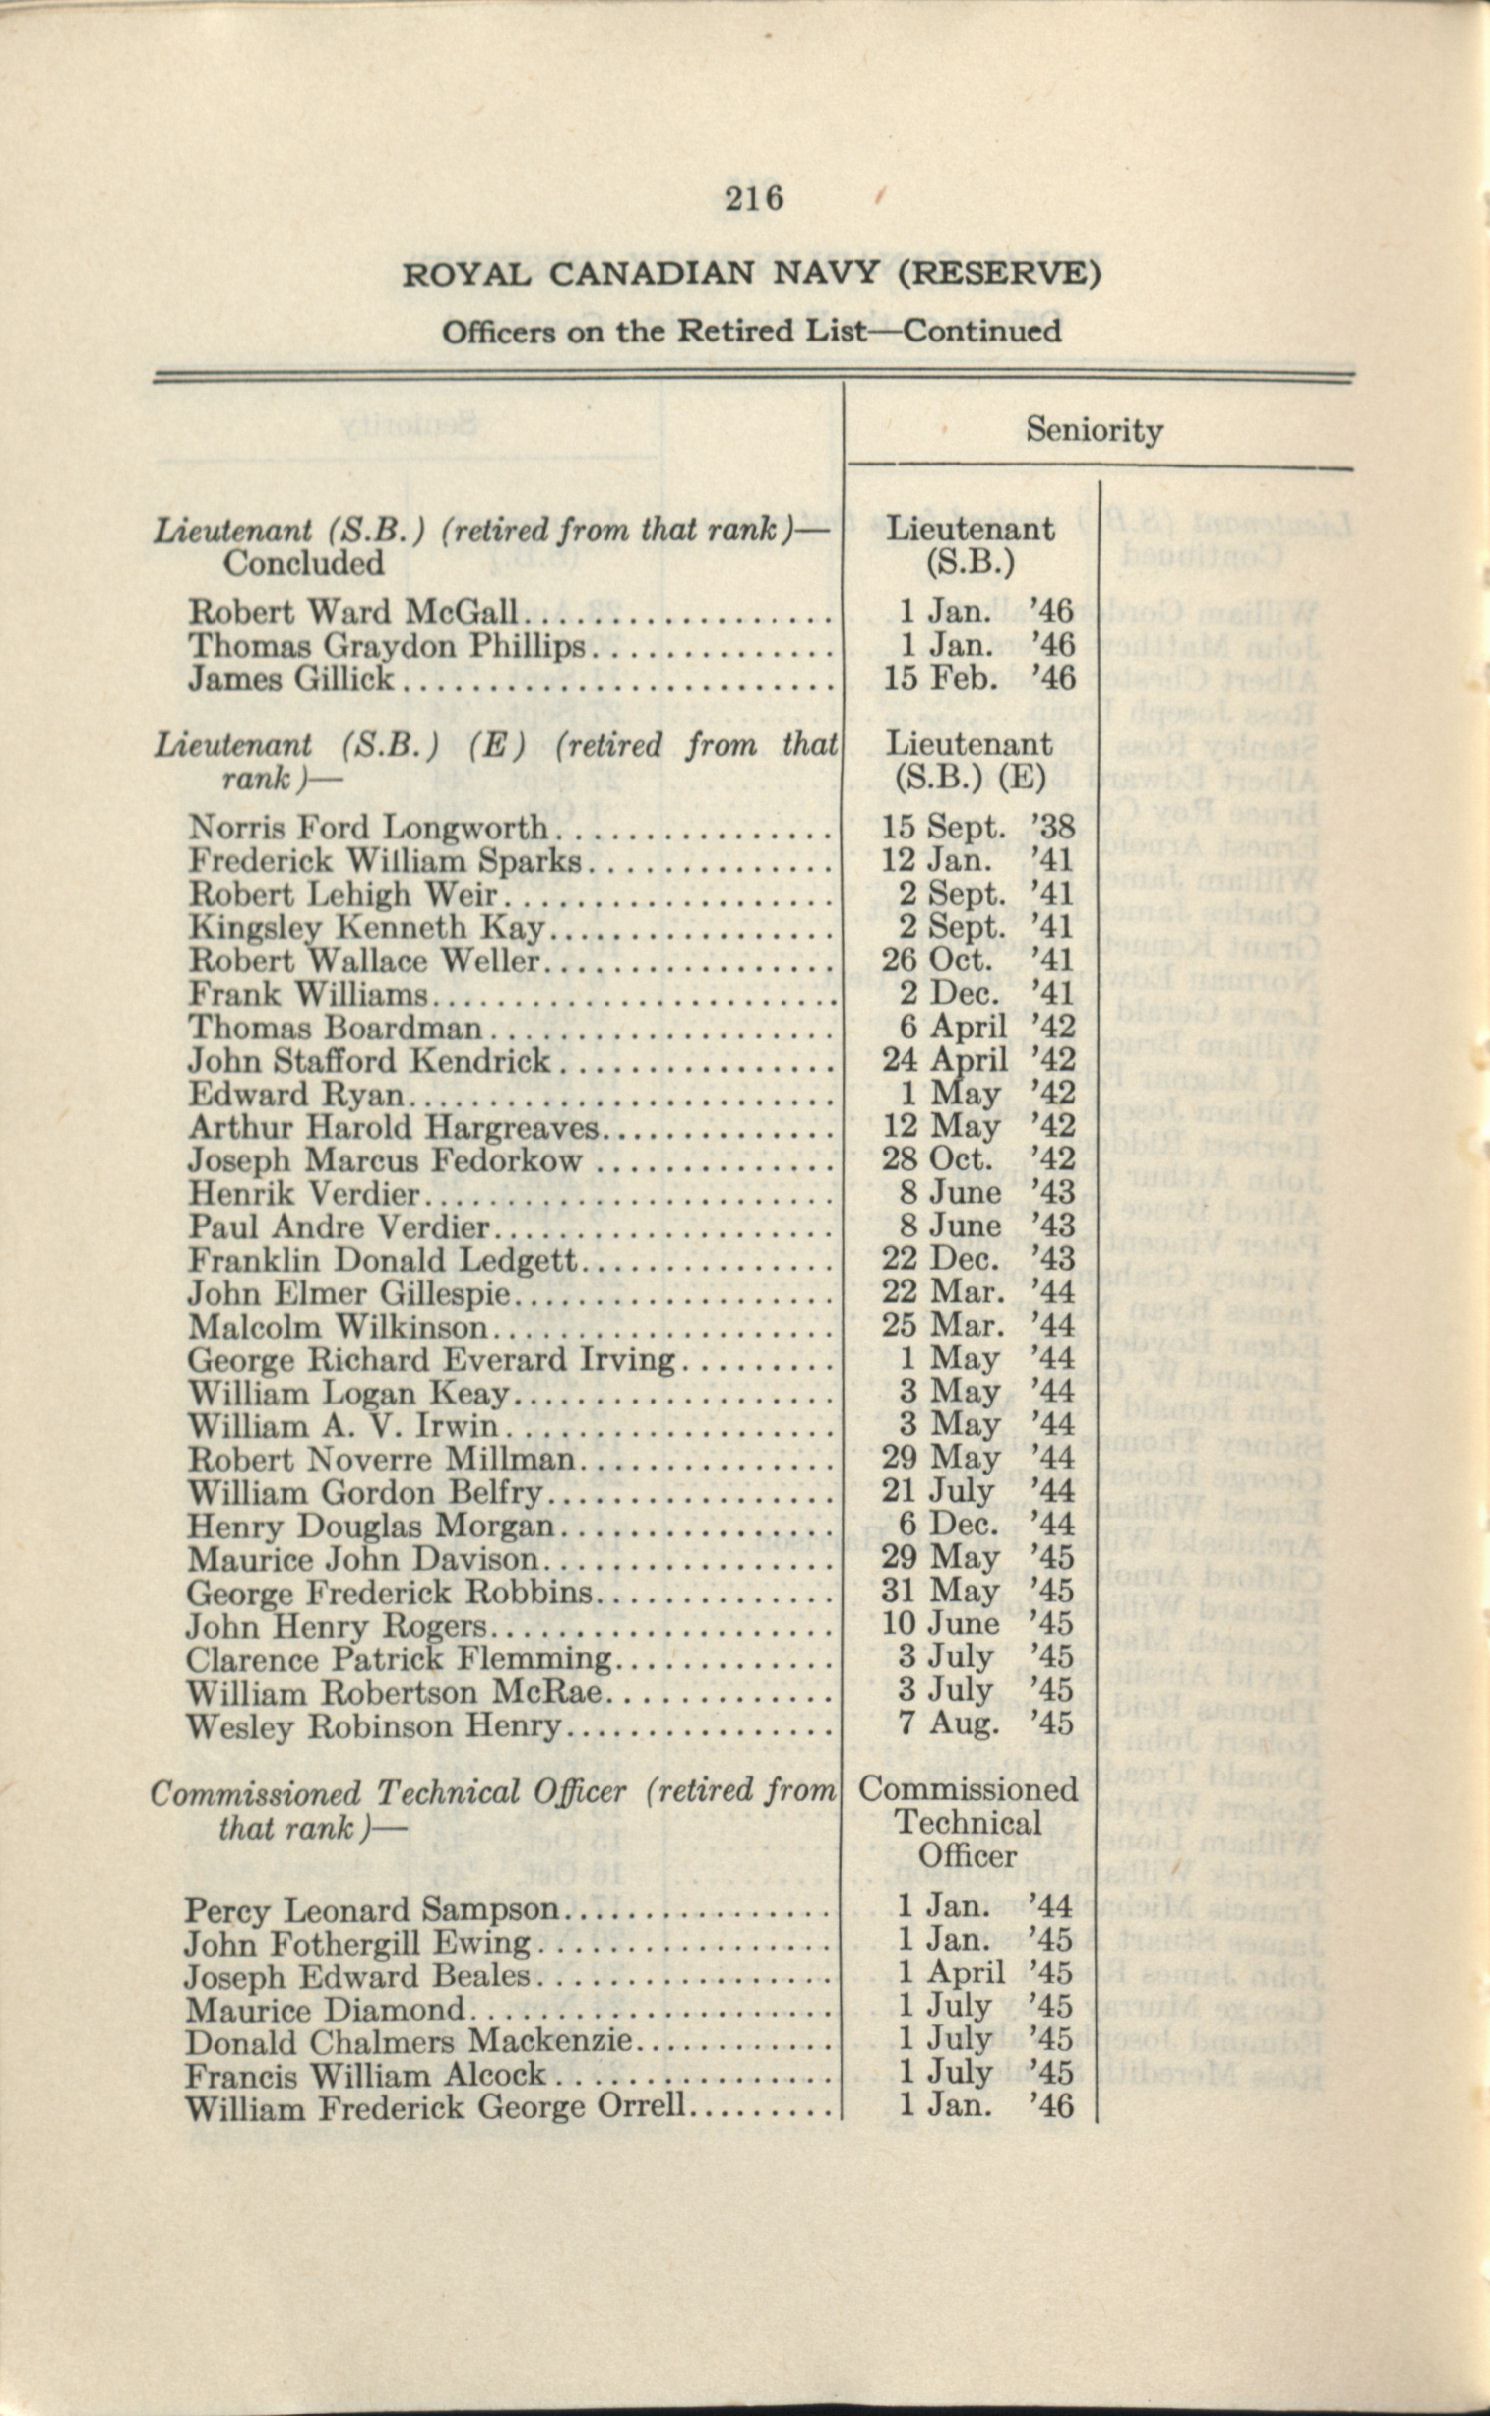 216
ROYAL CANADIAN NAVY (RESERVE)
Officers on the Retired List—Continued
Seniority
Lieutenant (S.B.) (retired from that rank)— Lieutenant
Concluded (S.B.)
Robert Ward McGall................... 1 Jan. '46
Thomas Graydon Phillips............... 1 Jan. '46
James Gillick.......................... 15 Feb. '46
Lieutenant (S.B.) (E) (retired from that Lieutenant
rank)— (S.B.) (E)
Norris Ford Longworth................. 15 Sept. '38
Frederick William Sparks............... 12 Jan. '41
Robert Lehigh Weir.................... 2 Sept. '41
Kingsley Kenneth Kay................. 2 Sept. '41
Robert Wallace Weller................. 26 Oct. '41
Frank Williams........................ 2 Dec. '41
Thomas Boardman..................... 6 April '42
John Stafford Kendrick................. 24 April '42
Edward Ryan.......................... 1 May '42
Arthur Harold Hargreaves.............. 12 May '42
Joseph Marcus Fedorkow .............. 28 Oct. '42
Henrik Verdier......................... 8 June '43
Paul Andre Verdier..................... 8 June '43
Franklin Donald Ledgett............... 22 Dec. '43
John Elmer Gillespie................... 22 Mar. '44
Malcolm Wilkinson..................... 25 Mar. '44
George Richard Everard Irving......... 1 May '44
William Logan Keay................... 3 May '44
William A. V. Irwin.................... 3 May '44
Robert Noverre Millman............... 29 May '44
William Gordon Belfry................. 21 July '44
Henry Douglas Morgan................ 6 Dec. '44
Maurice John Davison................. 29 May '45
George Frederick Robbins.............. 31 May '45
John Henry Rogers.................... 10 June '45
Clarence Patrick Flemming............. 3 July '45
William Robertson McRae............. 3 July '45
Wesley Robinson Henry................ 7 Aug. '45
Commissioned Technical Officer (retired from Commissioned
that rank)— Technical
Officer
Percy Leonard Sampson................ 1 Jan. '44
John Fothergill Ewing.................. 1 Jan. '45
Joseph Edward Beales.................. 1 April '45
Maurice Diamond...................... 1 July '45
Donald Chalmers Mackenzie............ 1 July '45
Francis William Alcock................. 1 July '45
William Frederick George Orrell......... 1 Jan. '46